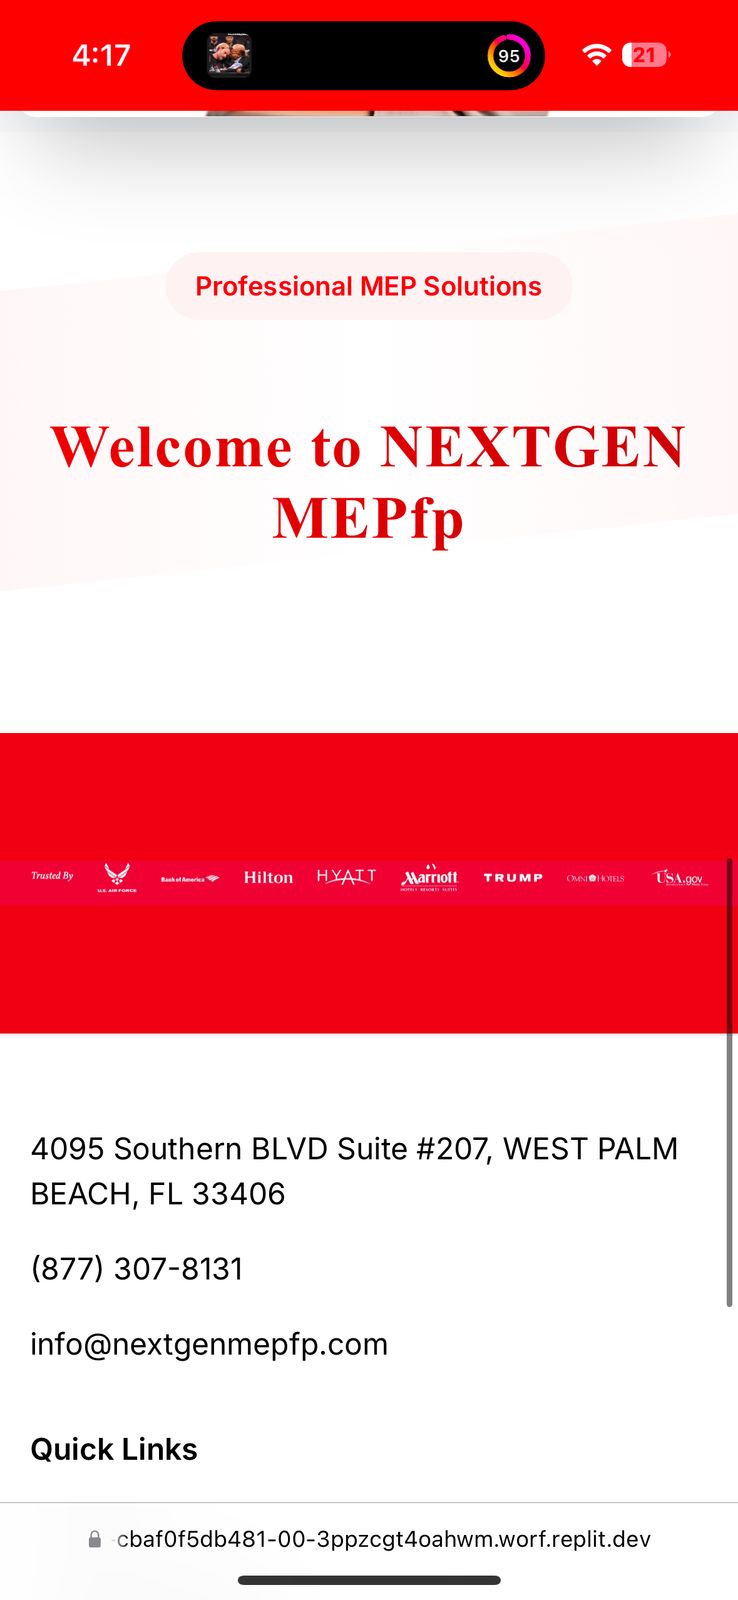 4:17
95
21
Professional MEP Solutions
Welcome to NEXTGEN
MEPfp
Trusted By
U.S. AIR FORCE
Bank of America
Hilton
HYATT
Marriott
HOTELS RESORTS SUITES
TRUMP
OMNI HOTELS
USA.gov
4095 Southern BLVD Suite #207, WEST PALM
BEACH, FL 33406
(877) 307-8131
info@nextgenmepfp.com
Quick Links
-cbaf0f5db481-00-3ppzcgt4oahwm.worf.replit.dev